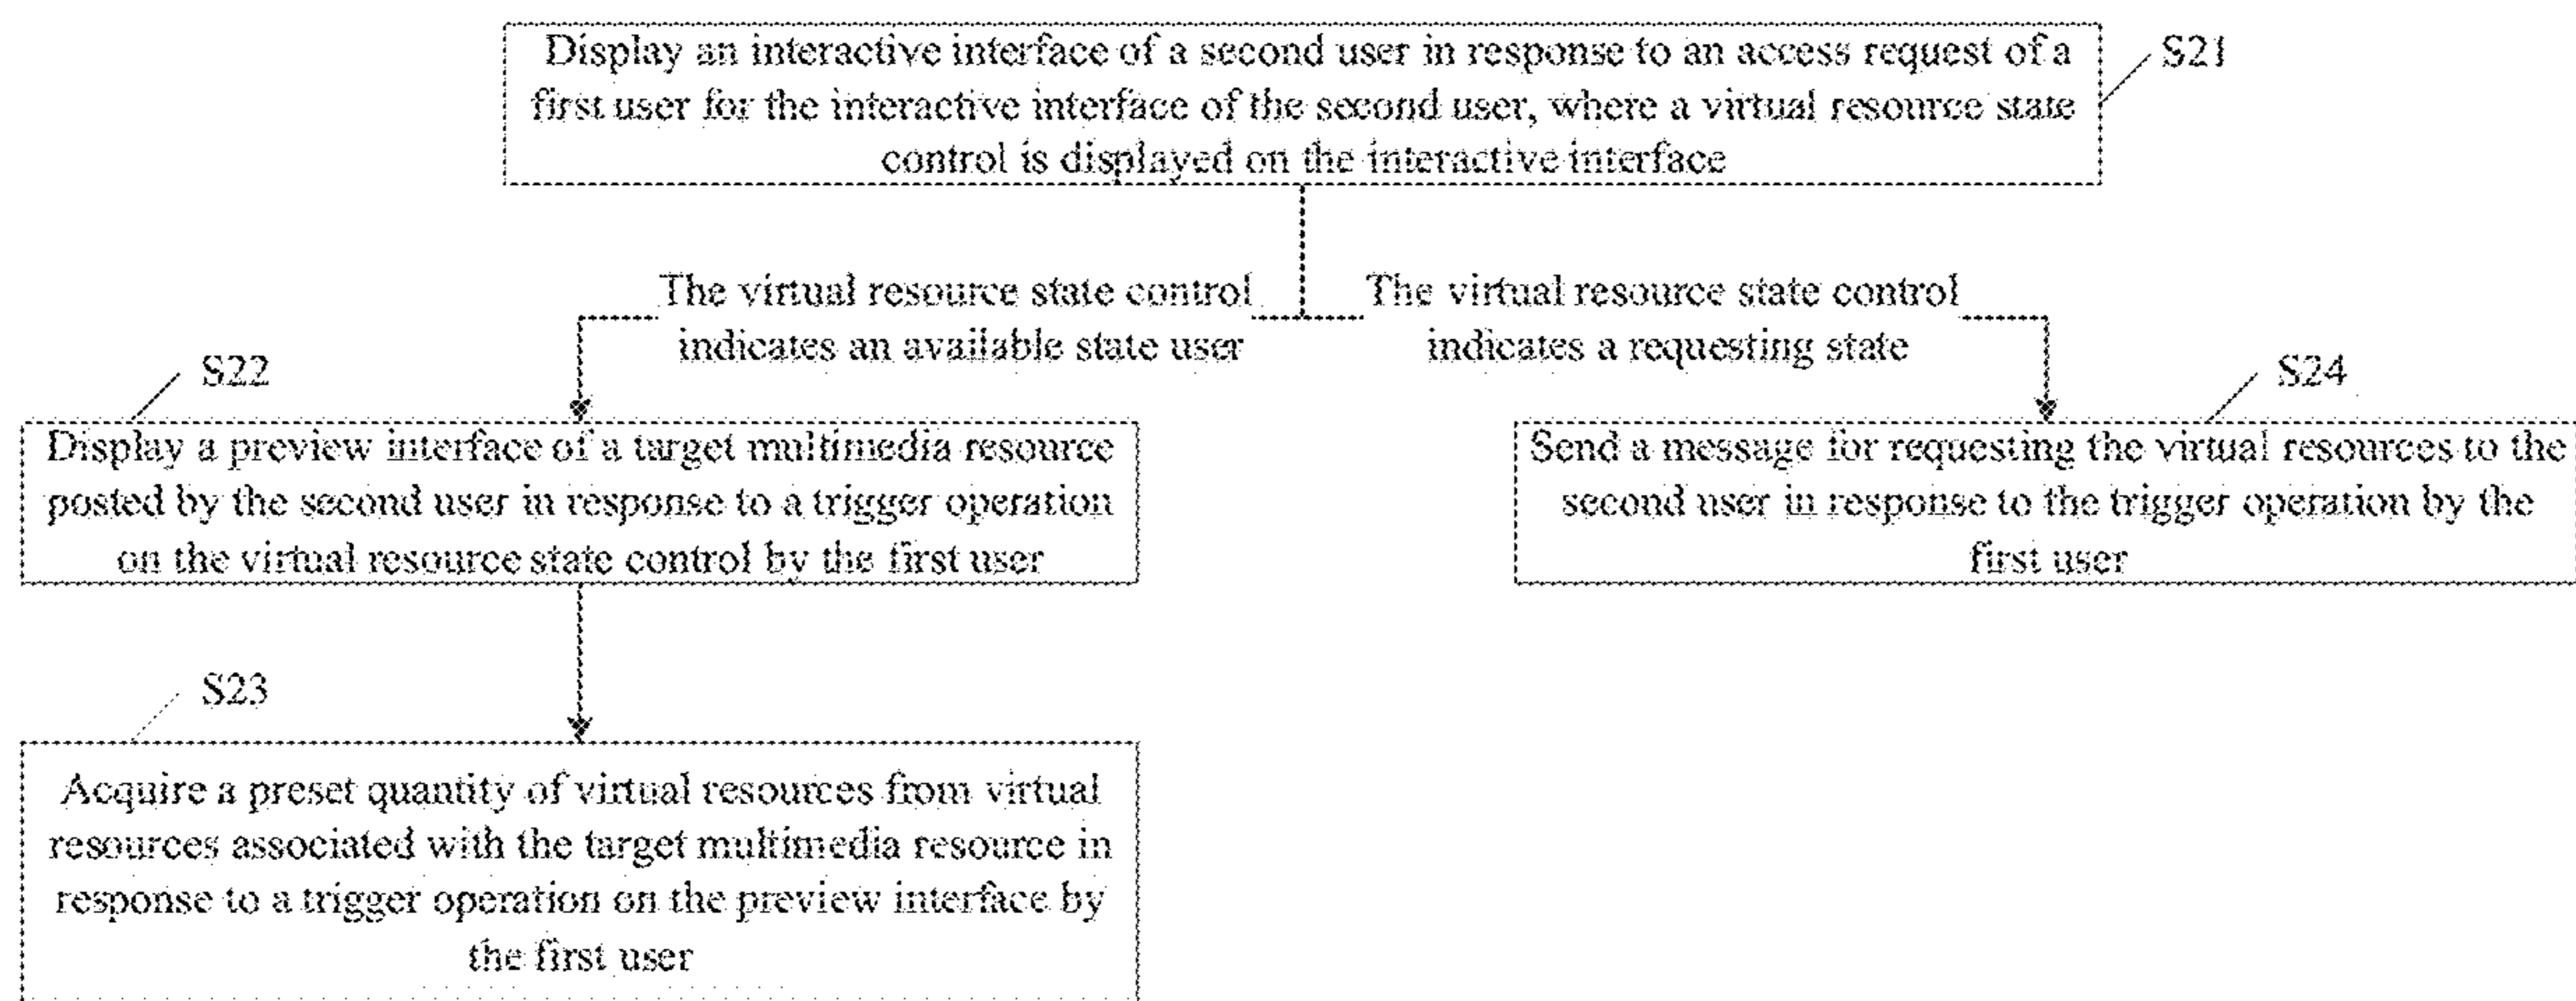 Display an interactive interface of a second user in response to an access request of a
first user for the interactive interface of the second user, where a virtual resource state
control is displayed on the interactive interface
S21
The virtual resource state control
indicates an available state user
The virtual resource state control
indicates a requesting state
S22
Display a preview interface of a target multimedia resource
posted by the second user in response to a trigger operation
on the virtual resource state control by the first user
S24
Send a message for requesting the virtual resources to the
second user in response to the trigger operation by the
first user
S23
Acquire a preset quantity of virtual resources from virtual
resources associated with the target multimedia resource in
response to a trigger operation on the preview interface by
the first user